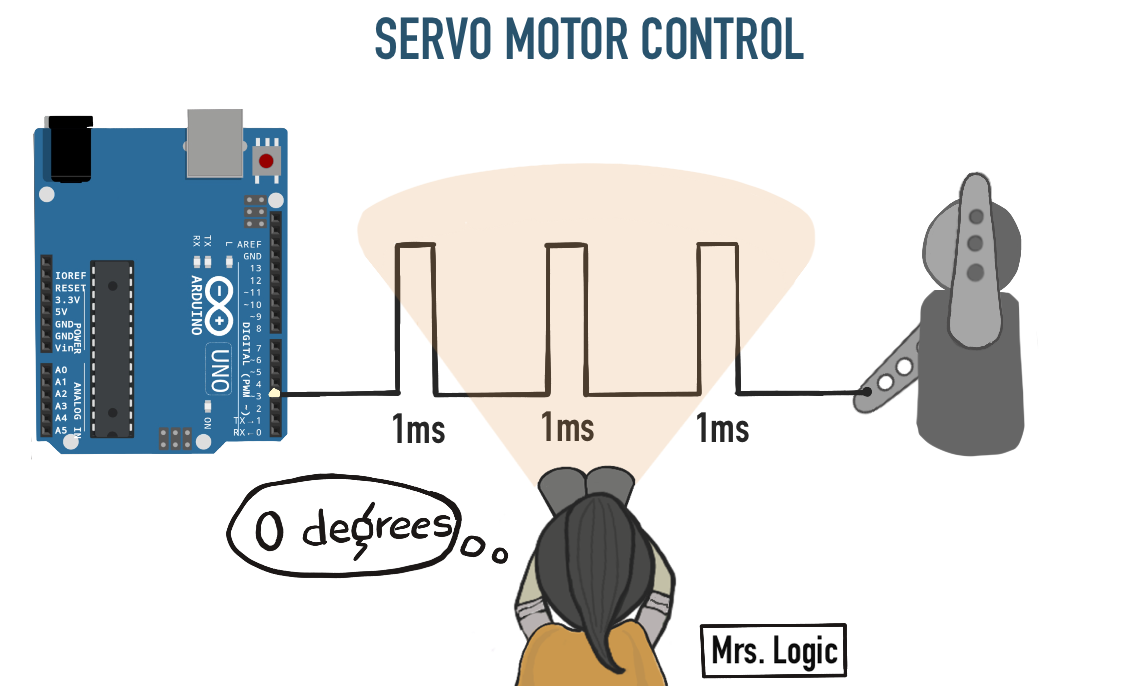 SERVO MOTOR CONTROL
RX
TX
L
AREF
GND
13
12
~11
~10
~9
8
7
~6
~5
4
~3
2
TX→1
RX←0
DIGITAL (PWM ~)
ARDUINO
UNO
ON
IOREF
RESET
3.3V
5V
GND
GND
Vin
POWER
A0
A1
A2
A3
A4
A5
ANALOG IN
1ms
1ms
1ms
0 degrees
Mrs. Logic